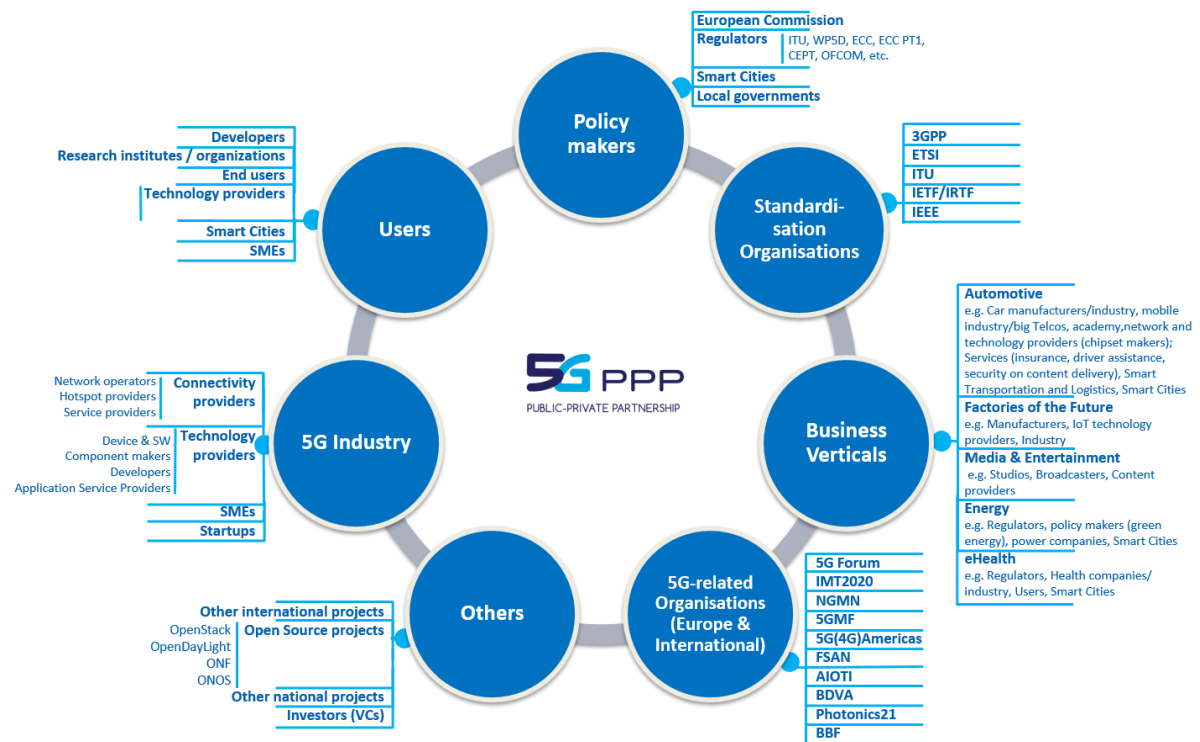 European Commission
Regulators
ITU, WP5D, ECC, ECC PT1,
CEPT, OFCOM, etc.
Smart Cities
Local governments
Policy
makers
3GPP
ETSI
ITU
IETF/IRTF
IEEE
Standardi-
sation
Organisations
Automotive
e.g. Car manufacturers/industry, mobile
industry/big Telcos, academy,network and
technology providers (chipset makers);
Services (insurance, driver assistance,
security on content delivery), Smart
Transportation and Logistics, Smart Cities
Factories of the Future
e.g. Manufacturers, IoT technology
providers, Industry
Media & Entertainment
e.g. Studios, Broadcasters, Content
providers
Energy
e.g. Regulators, policy makers (green
energy), power companies, Smart Cities
eHealth
e.g. Regulators, Health companies/
industry, Users, Smart Cities
Business
Verticals
5G Forum
IMT2020
NGMN
5GMF
5G(4G)Americas
FSAN
AIOTI
BDVA
Photonics21
BBF
5G-related
Organisations
(Europe &
International)
Others
Other international projects
Open Source projects
OpenStack
OpenDayLight
ONF
ONOS
Other national projects
Investors (VCs)
5G Industry
Connectivity
providers
Network operators
Hotspot providers
Service providers
Technology
providers
Device & SW
Component makers
Developers
Application Service Providers
SMEs
Startups
Users
Developers
Research institutes / organizations
End users
Technology providers
Smart Cities
SMEs
5G PPP
PUBLIC-PRIVATE PARTNERSHIP